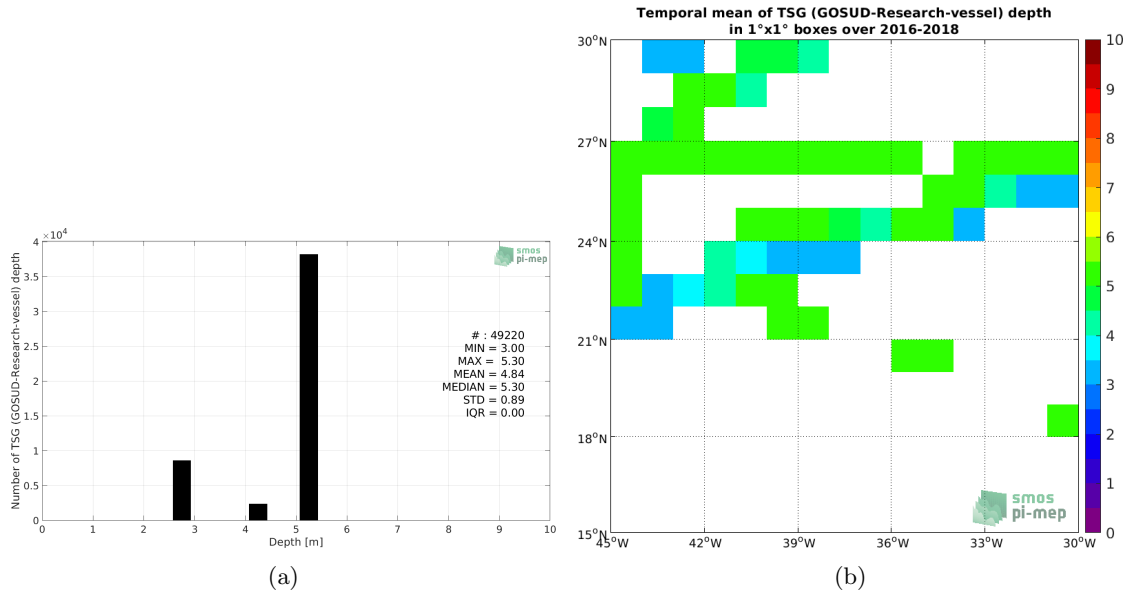 Temporal mean of TSG (GOSUD-Research-vessel) depth
in 1°x1° boxes over 2016-2018
Number of TSG (GOSUD-Research-vessel) depth
×10⁴
4
3.5
3
2.5
2
1.5
1
0.5
0
smos
pi-mep
# : 49220
MIN = 3.00
MAX = 5.30
MEAN = 4.84
MEDIAN = 5.30
STD = 0.89
IQR = 0.00
0 1 2 3 4 5 6 7 8 9 10
Depth [m]
(a)
30°N
27°N
24°N
21°N
18°N
15°N
45°W 42°W 39°W 36°W 33°W 30°W
smos
pi-mep
10
9
8
7
6
5
4
3
2
1
0
(b)